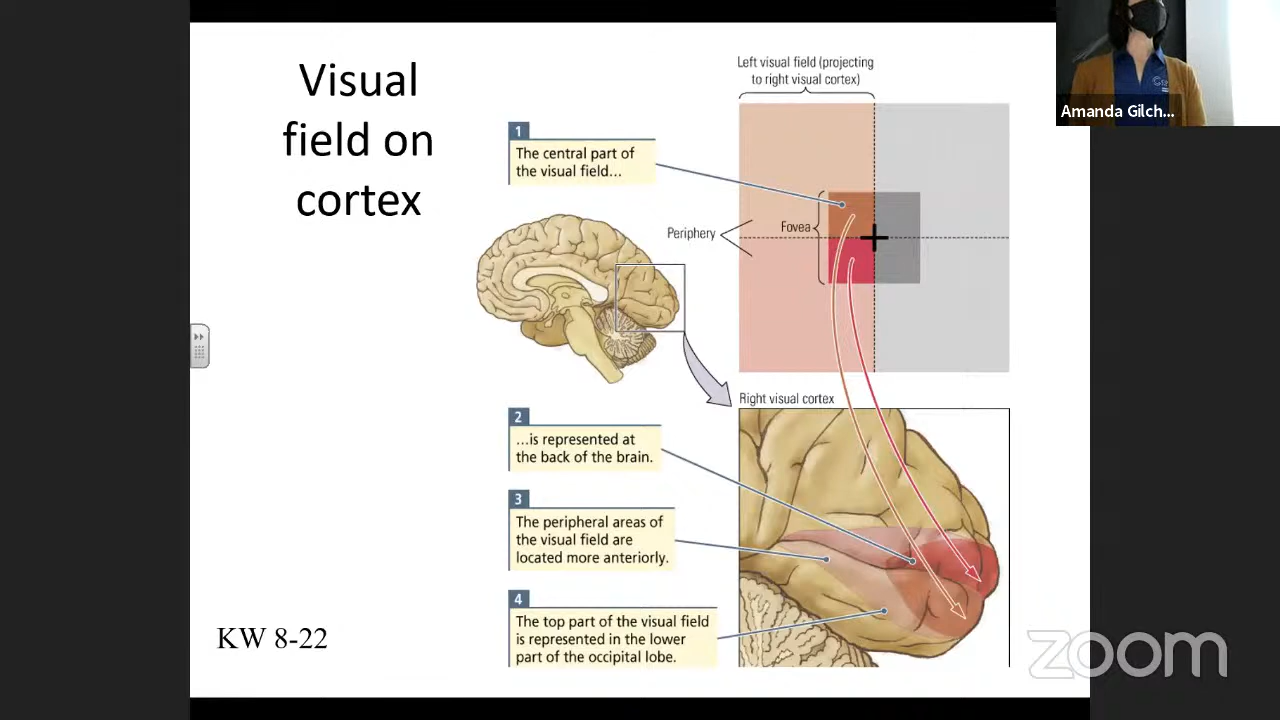 Visual
field on
cortex
Left visual field (projecting
to right visual cortex)
1
The central part of
the visual field...
Periphery
Fovea
Right visual cortex
2
...is represented at
the back of the brain.
3
The peripheral areas of
the visual field are
located more anteriorly.
4
The top part of the visual field
is represented in the lower
part of the occipital lobe.
KW 8-22
Amanda Gilch...
zoom